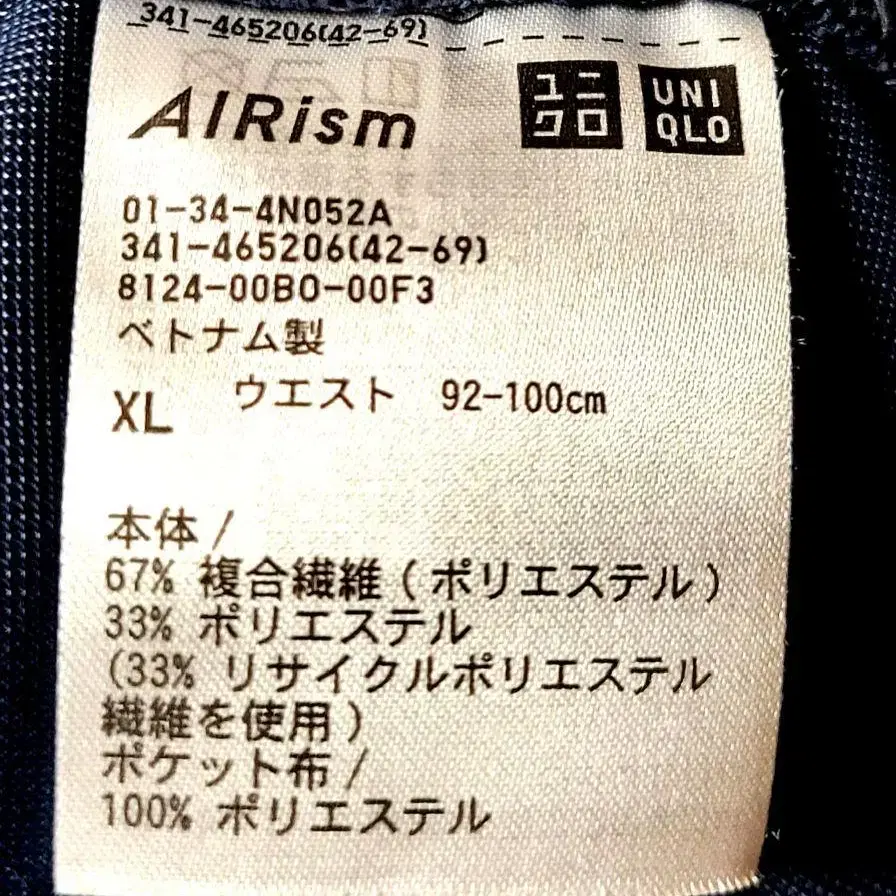 341-465206(42-69)
AIRism
ユニ
クロ
UNI
QLO
01-34-4N052A
341-465206(42-69)
8124-00B0-00F3
ベトナム製
XL ウエスト 92-100cm
本体/
67% 複合繊維(ポリエステル)
33% ポリエステル
(33% リサイクルポリエステル
繊維を使用)
ポケット布/
100% ポリエステル